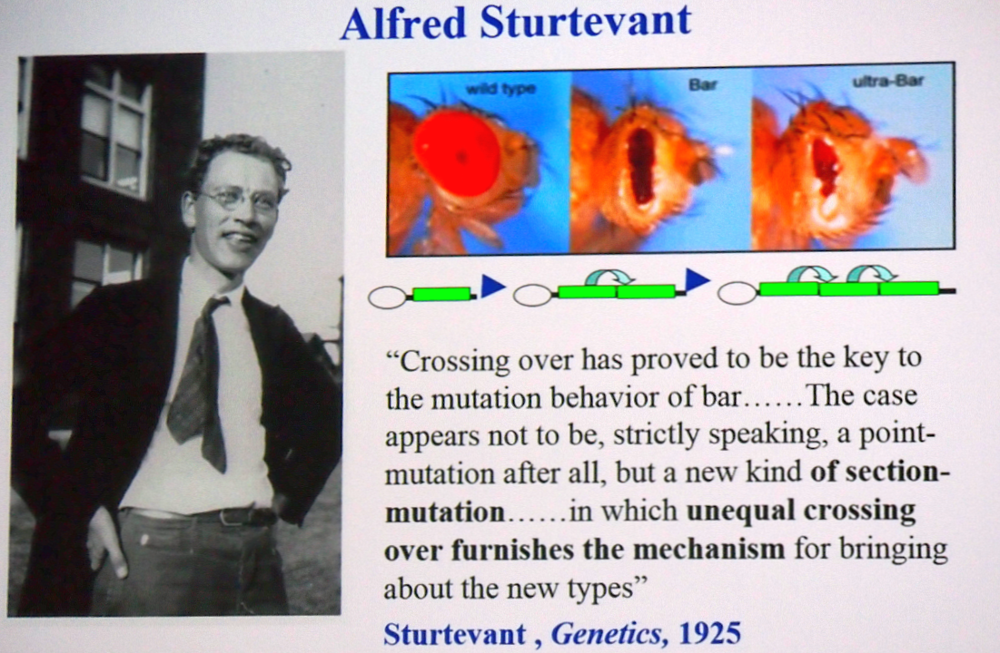 Alfred Sturtevant
wild type
Bar
ultra-Bar
“Crossing over has proved to be the key to
the mutation behavior of bar……The case
appears not to be, strictly speaking, a point-
mutation after all, but a new kind of section-
mutation……in which unequal crossing
over furnishes the mechanism for bringing
about the new types”
Sturtevant , Genetics, 1925